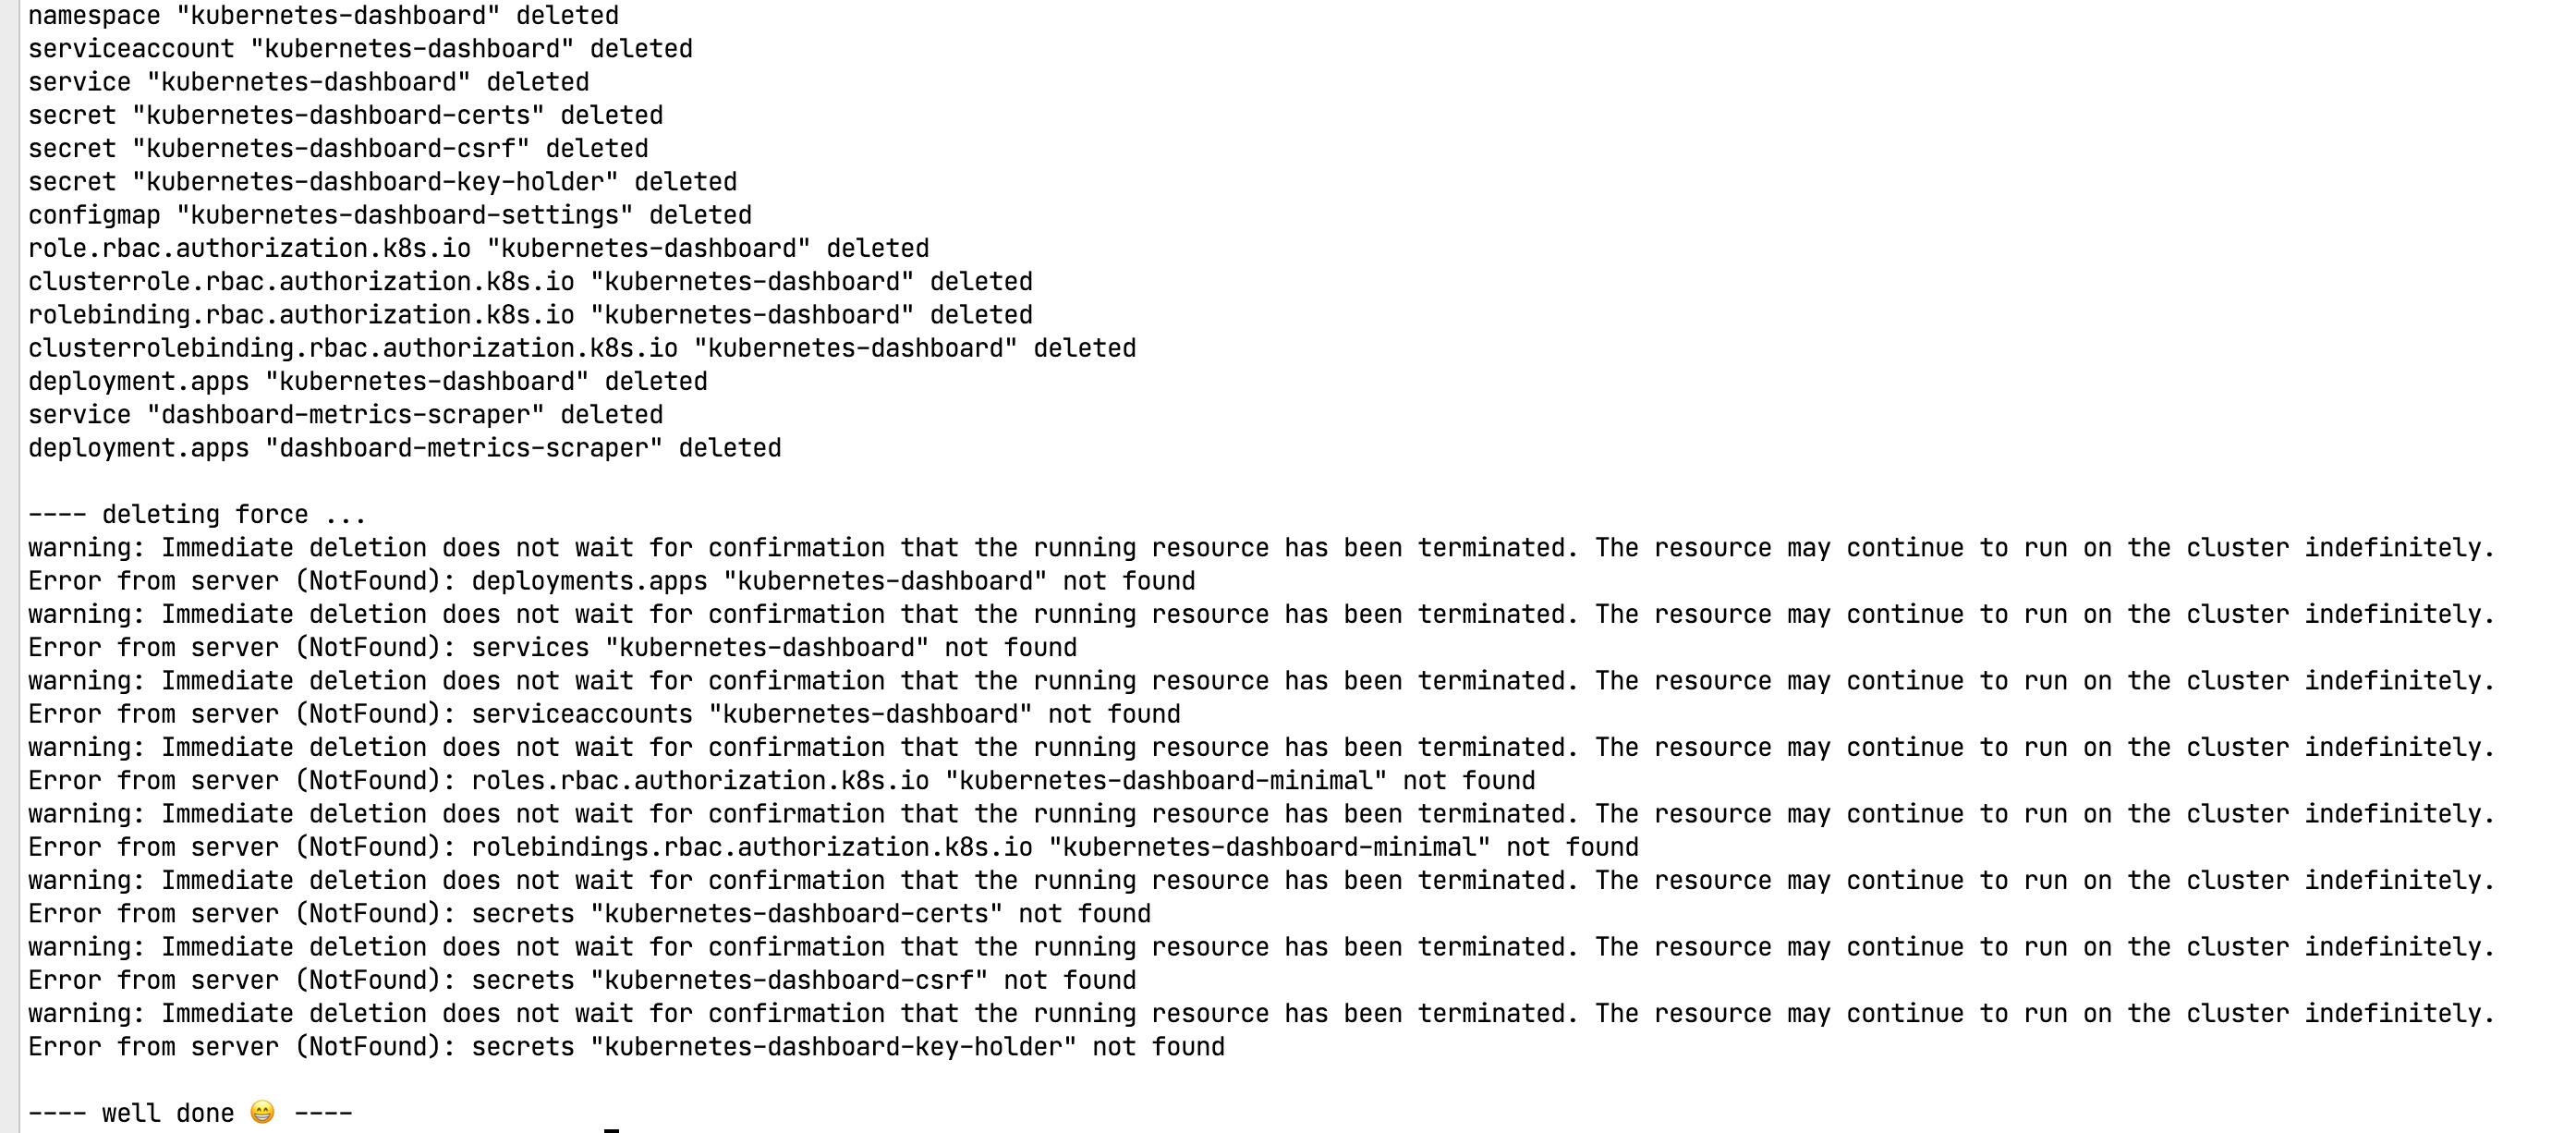 namespace "kubernetes-dashboard" deleted
serviceaccount "kubernetes-dashboard" deleted
service "kubernetes-dashboard" deleted
secret "kubernetes-dashboard-certs" deleted
secret "kubernetes-dashboard-csrf" deleted
secret "kubernetes-dashboard-key-holder" deleted
configmap "kubernetes-dashboard-settings" deleted
role.rbac.authorization.k8s.io "kubernetes-dashboard" deleted
clusterrole.rbac.authorization.k8s.io "kubernetes-dashboard" deleted
rolebinding.rbac.authorization.k8s.io "kubernetes-dashboard" deleted
clusterrolebinding.rbac.authorization.k8s.io "kubernetes-dashboard" deleted
deployment.apps "kubernetes-dashboard" deleted
service "dashboard-metrics-scraper" deleted
deployment.apps "dashboard-metrics-scraper" deleted
---- deleting force ...
warning: Immediate deletion does not wait for confirmation that the running resource has been terminated. The resource may continue to run on the cluster indefinitely.
Error from server (NotFound): deployments.apps "kubernetes-dashboard" not found
warning: Immediate deletion does not wait for confirmation that the running resource has been terminated. The resource may continue to run on the cluster indefinitely.
Error from server (NotFound): services "kubernetes-dashboard" not found
warning: Immediate deletion does not wait for confirmation that the running resource has been terminated. The resource may continue to run on the cluster indefinitely.
Error from server (NotFound): serviceaccounts "kubernetes-dashboard" not found
warning: Immediate deletion does not wait for confirmation that the running resource has been terminated. The resource may continue to run on the cluster indefinitely.
Error from server (NotFound): roles.rbac.authorization.k8s.io "kubernetes-dashboard-minimal" not found
warning: Immediate deletion does not wait for confirmation that the running resource has been terminated. The resource may continue to run on the cluster indefinitely.
Error from server (NotFound): rolebindings.rbac.authorization.k8s.io "kubernetes-dashboard-minimal" not found
warning: Immediate deletion does not wait for confirmation that the running resource has been terminated. The resource may continue to run on the cluster indefinitely.
Error from server (NotFound): secrets "kubernetes-dashboard-certs" not found
warning: Immediate deletion does not wait for confirmation that the running resource has been terminated. The resource may continue to run on the cluster indefinitely.
Error from server (NotFound): secrets "kubernetes-dashboard-csrf" not found
warning: Immediate deletion does not wait for confirmation that the running resource has been terminated. The resource may continue to run on the cluster indefinitely.
Error from server (NotFound): secrets "kubernetes-dashboard-key-holder" not found
---- well done 😁 ----